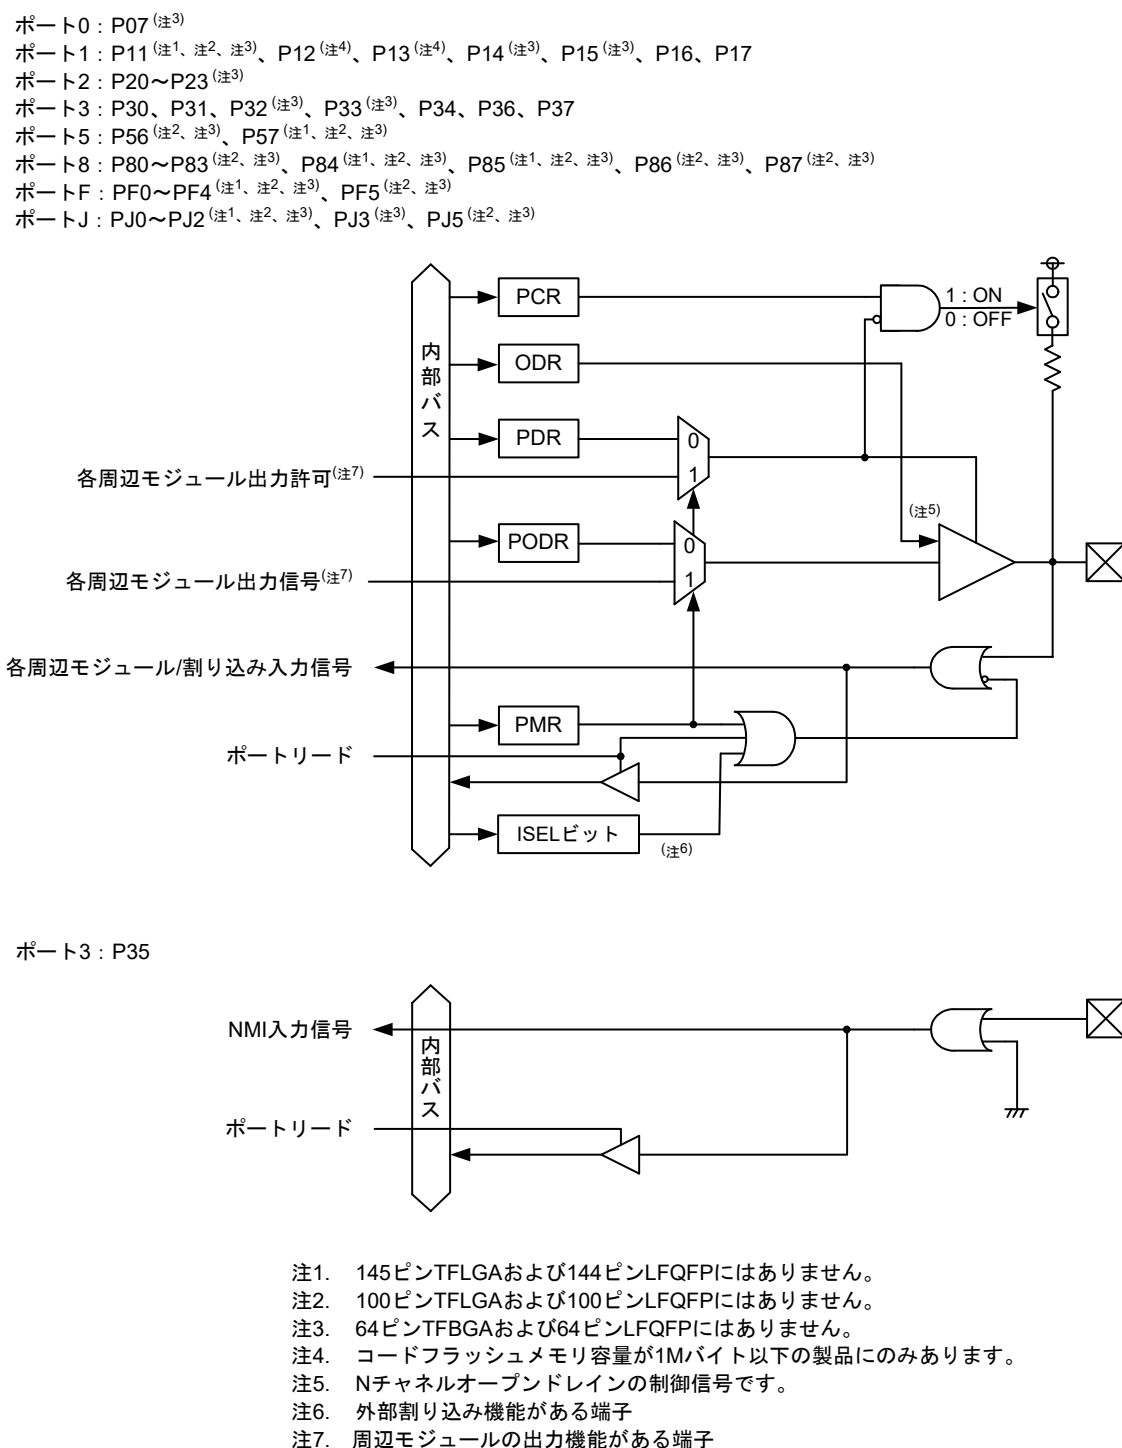 ポート0：P07(注3)
ポート1：P11(注1、注2、注3)、P12(注4)、P13(注4)、P14(注3)、P15(注3)、P16、P17
ポート2：P20～P23(注3)
ポート3：P30、P31、P32(注3)、P33(注3)、P34、P36、P37
ポート5：P56(注2、注3)、P57(注1、注2、注3)
ポート8：P80～P83(注2、注3)、P84(注1、注2、注3)、P85(注1、注2、注3)、P86(注2、注3)、P87(注2、注3)
ポートF：PF0～PF4(注1、注2、注3)、PF5(注2、注3)
ポートJ：PJ0～PJ2(注1、注2、注3)、PJ3(注3)、PJ5(注2、注3)
内部バス
PCR
1：ON
0：OFF
ODR
PDR
0
1
各周辺モジュール出力許可(注7)
(注5)
PODR
0
1
各周辺モジュール出力信号(注7)
各周辺モジュール/割り込み入力信号
PMR
ポートリード
ISELビット
(注6)
ポート3：P35
NMI入力信号
内部バス
ポートリード
注1. 145ピンTFLGAおよび144ピンLFQFPにはありません。
注2. 100ピンTFLGAおよび100ピンLFQFPにはありません。
注3. 64ピンTFBGAおよび64ピンLFQFPにはありません。
注4. コードフラッシュメモリ容量が1Mバイト以下の製品にのみあります。
注5. Nチャネルオープンドレインの制御信号です。
注6. 外部割り込み機能がある端子
注7. 周辺モジュールの出力機能がある端子